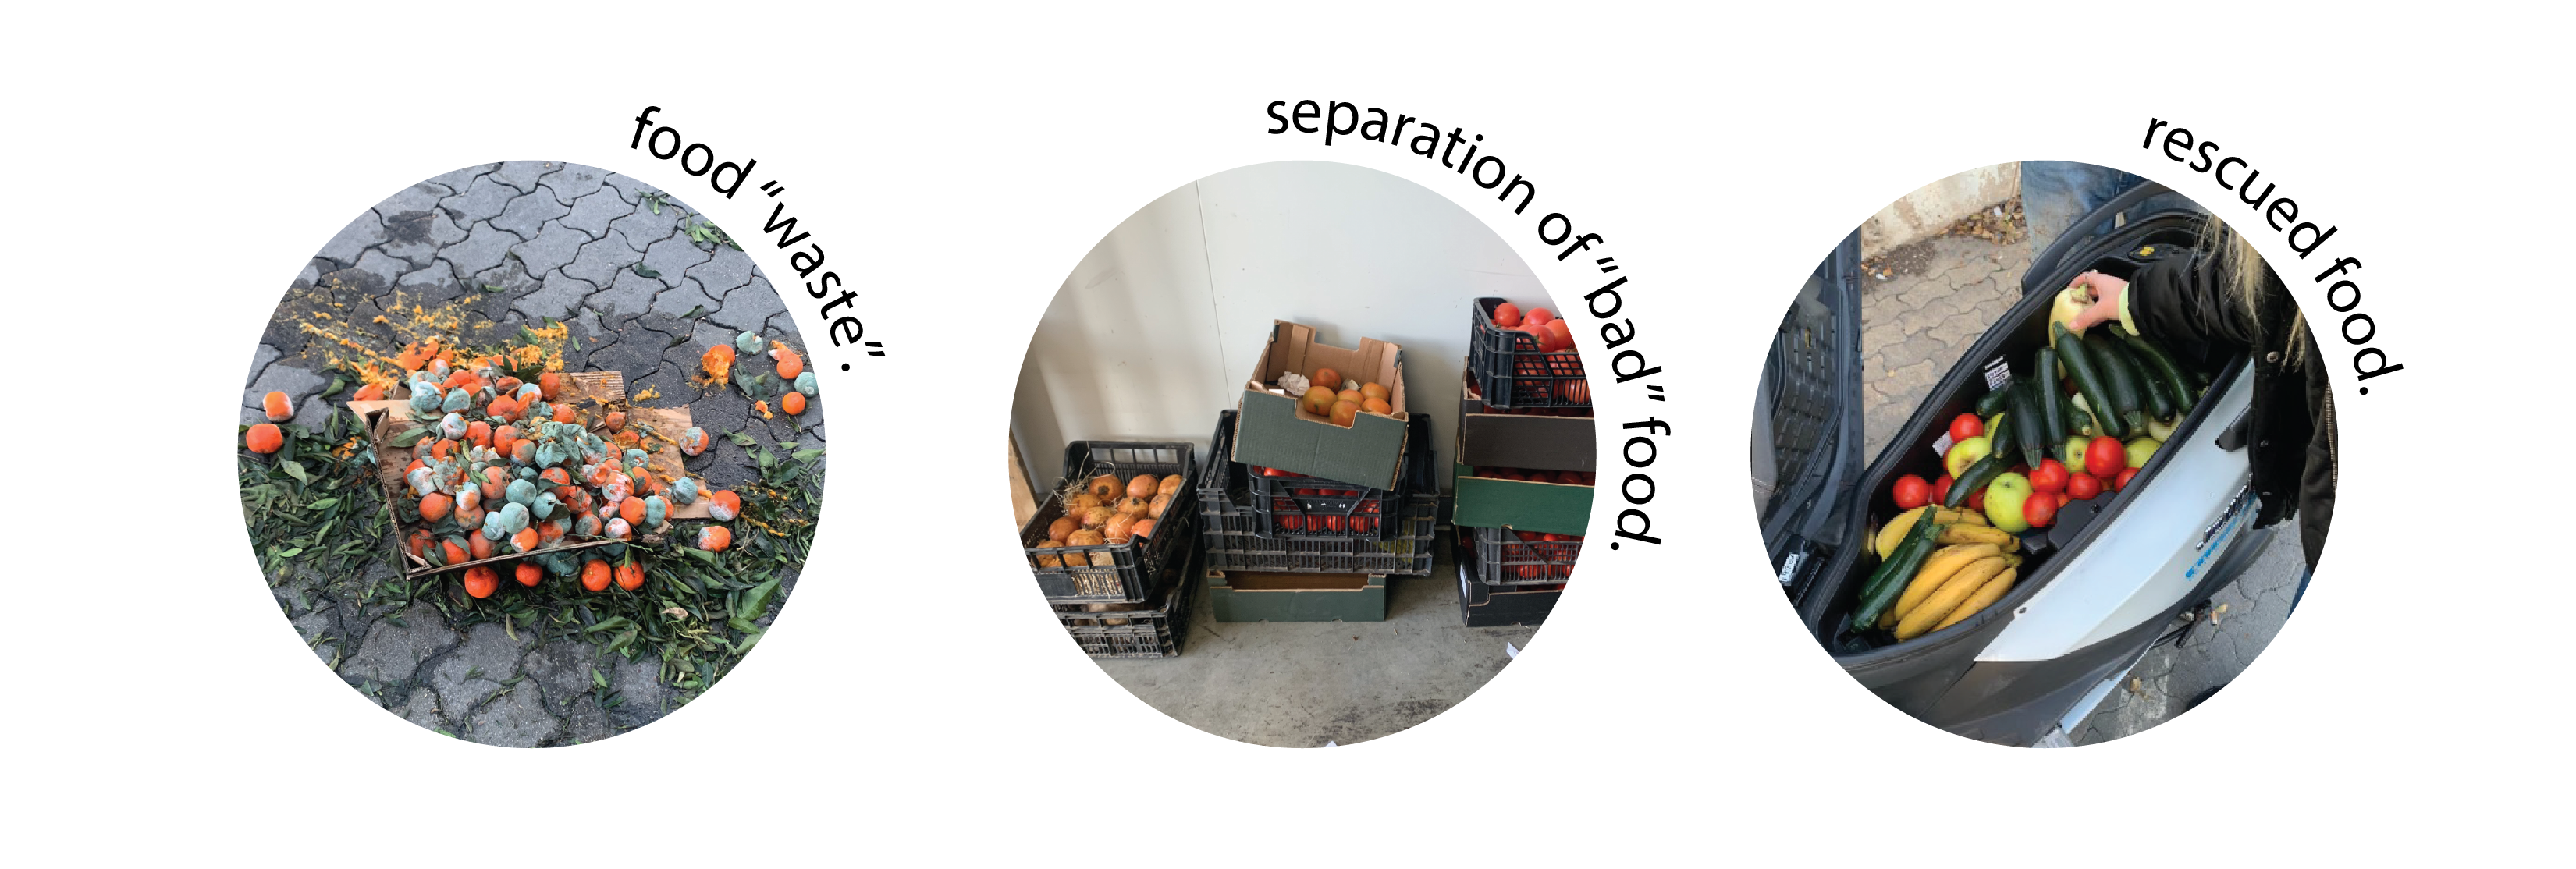 food “waste”.
separation of “bad” food.
rescued food.